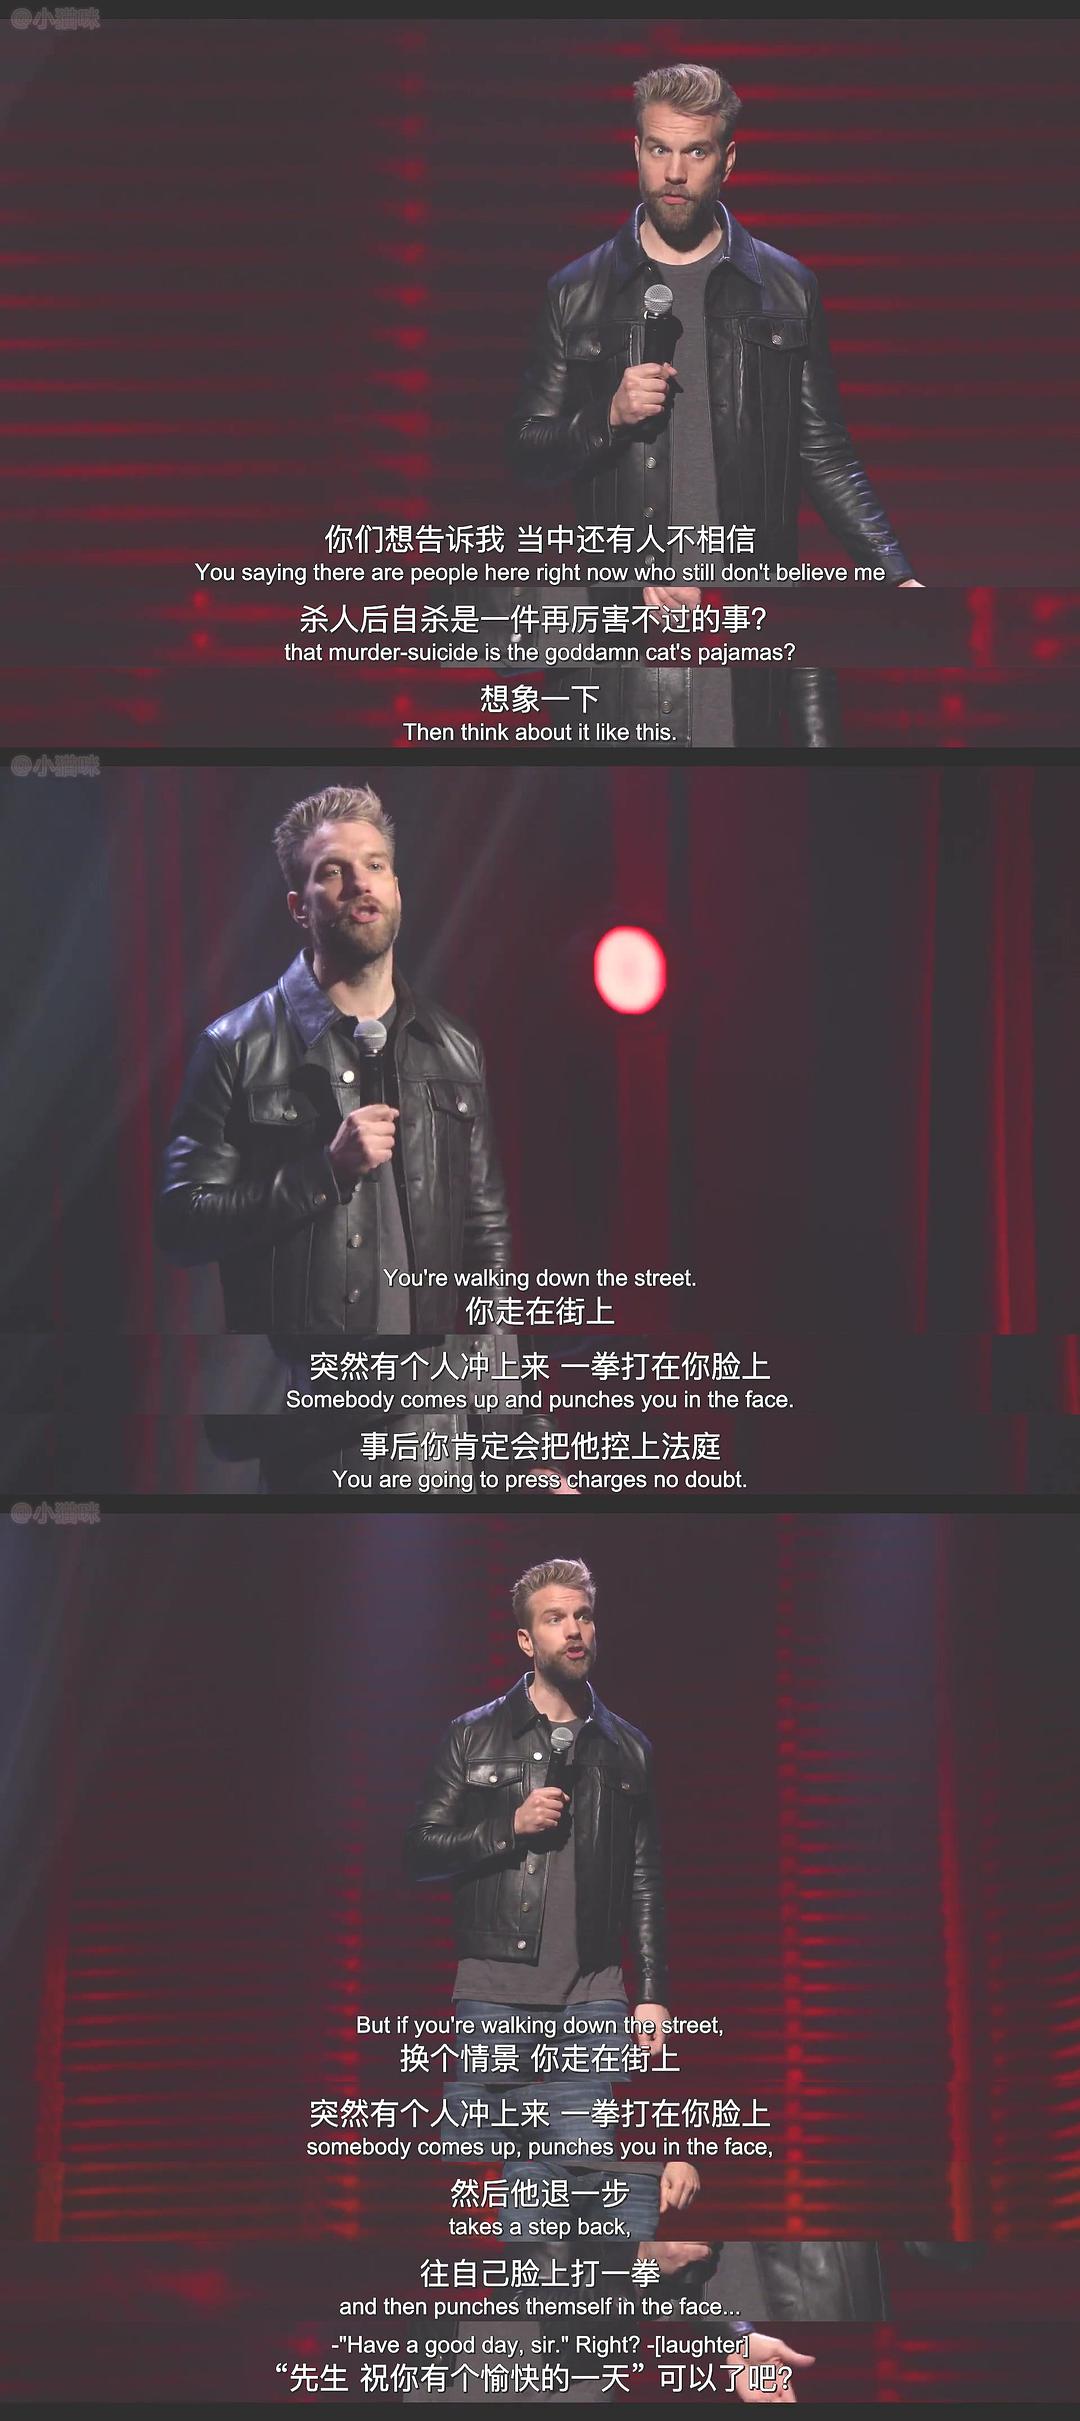 @小猫咪
你们想告诉我 当中还有人不相信
You saying there are people here right now who still don't believe me
杀人后自杀是一件再厉害不过的事?
that murder-suicide is the goddamn cat's pajamas?
想象一下
Then think about it like this.
@小猫咪
You're walking down the street.
你走在街上
突然有个人冲上来 一拳打在你脸上
Somebody comes up and punches you in the face.
事后你肯定会把他控上法庭
You are going to press charges no doubt.
@小猫咪
But if you're walking down the street,
换个情景 你走在街上
突然有个人冲上来 一拳打在你脸上
somebody comes up, punches you in the face,
然后他退一步
takes a step back,
往自己脸上打一拳
and then punches themself in the face...
-"Have a good day, sir." Right? -[laughter]
“先生 祝你有个愉快的一天” 可以了吧?